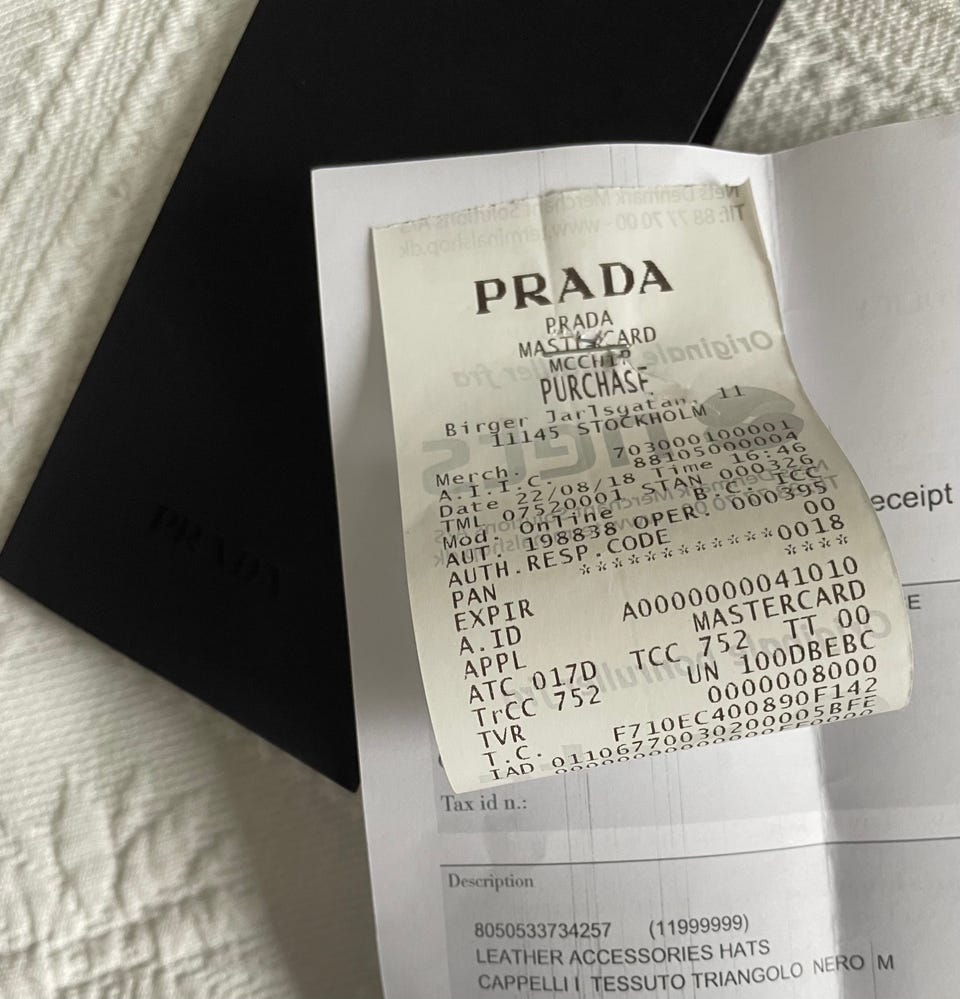 PRADA
PRADA
MASTERCARD
MCCHIP
PURCHASE
Birger Jarlsgatan, 11
11145 STOCKHOLM
Merch. 703000100001
A.I.I.C. 88105000004
Date 22/08/18 Time 16:46
TML 07520001 STAN 000326
Mod. Online B.C. ICC
AUT. 198838 OPER. 000395
AUTH.RESP.CODE 00
PAN ************0018
EXPIR ****
A.ID A0000000041010
APPL MASTERCARD
ATC 017D TCC 752 TT 00
TrCC 752 UN 100DBEBC
TVR 0000008000
T.C. F710EC400890F142
IAD 0110677003020005BFE
PRADA
eceipt
E
Tax id n.:
Description
8050533734257 (11999999)
LEATHER ACCESSORIES HATS
CAPPELLI I TESSUTO TRIANGOLO NERO M